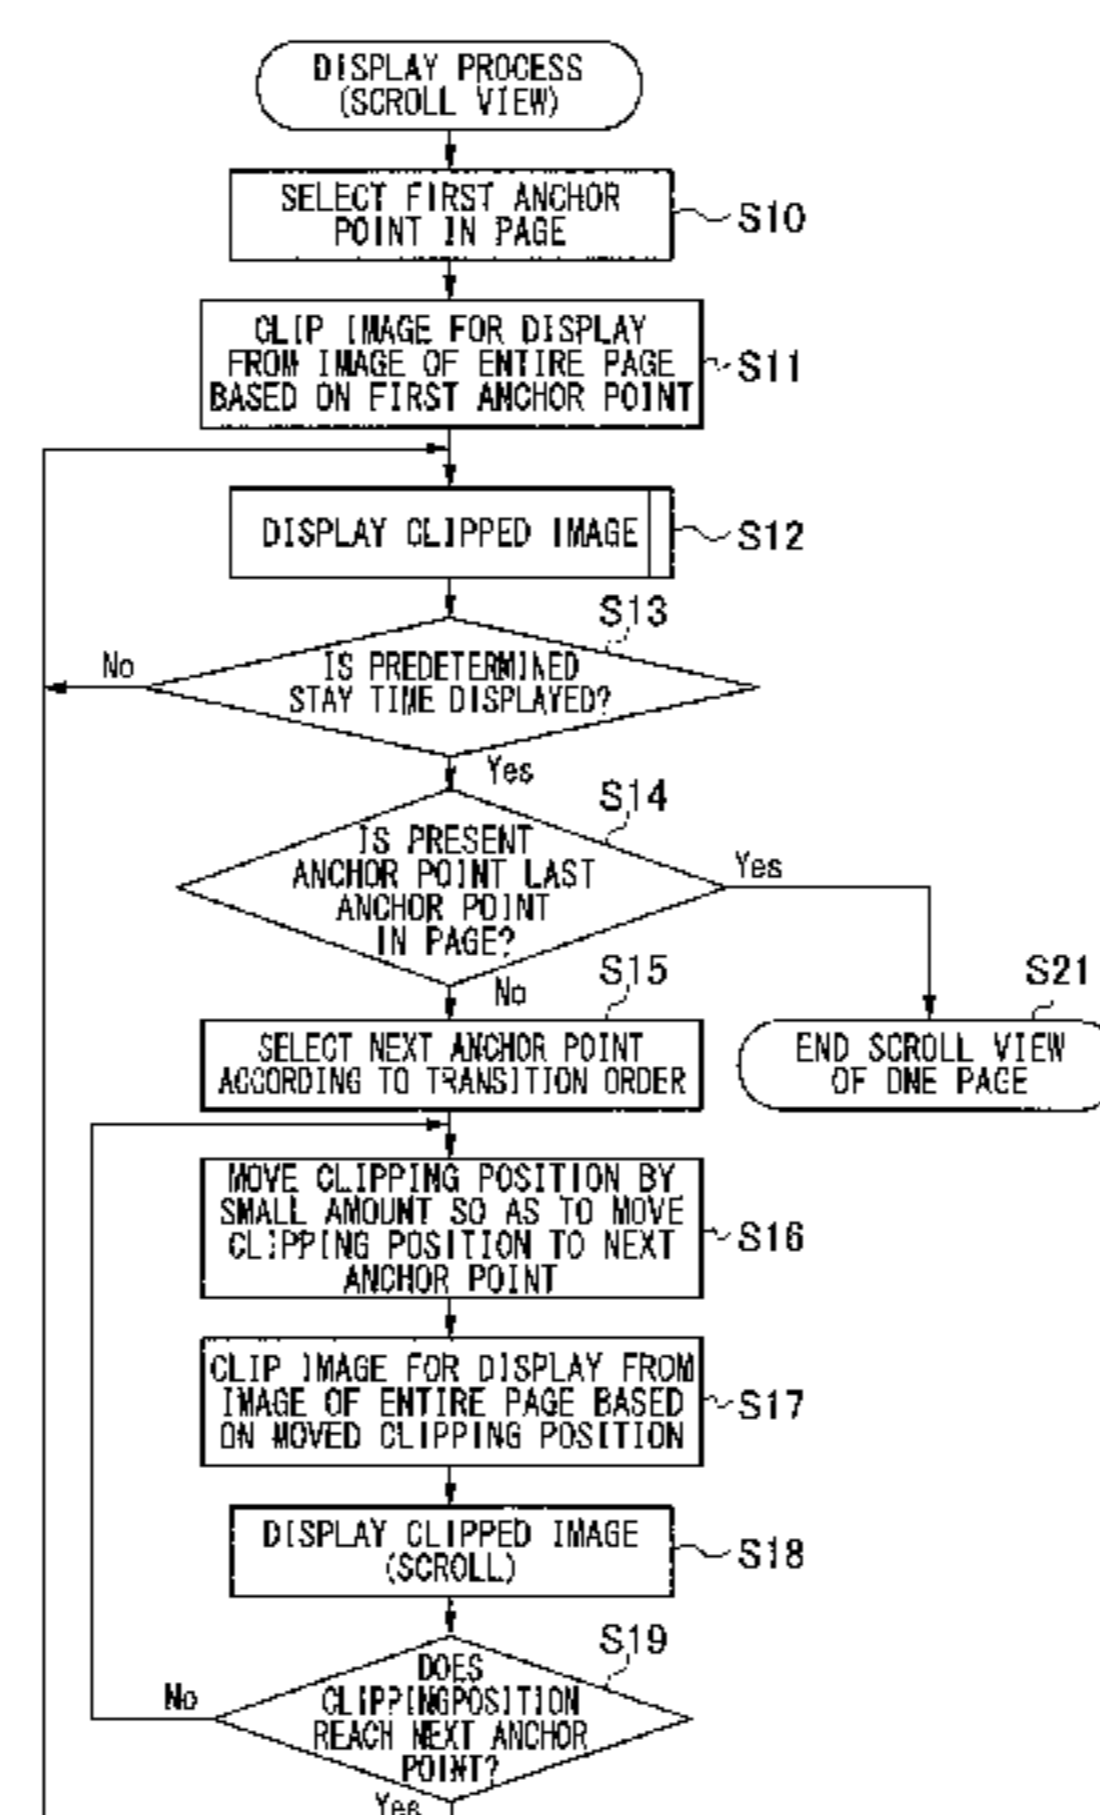 DISPLAY PROCESS
(SCROLL VIEW)
SELECT FIRST ANCHOR
POINT IN PAGE
S10
CLIP IMAGE FOR DISPLAY
FROM IMAGE OF ENTIRE PAGE
BASED ON FIRST ANCHOR POINT
S11
DISPLAY CLIPPED IMAGE
S12
S13
IS PREDETERMINED
STAY TIME DISPLAYED?
No
Yes
S14
IS PRESENT
ANCHOR POINT LAST
ANCHOR POINT
IN PAGE?
Yes
No
S15
SELECT NEXT ANCHOR POINT
ACCORDING TO TRANSITION ORDER
S21
END SCROLL VIEW
OF ONE PAGE
MOVE CLIPPING POSITION BY
SMALL AMOUNT SO AS TO MOVE
CLIPPING POSITION TO NEXT
ANCHOR POINT
S16
CLIP IMAGE FOR DISPLAY FROM
IMAGE OF ENTIRE PAGE BASED
ON MOVED CLIPPING POSITION
S17
DISPLAY CLIPPED IMAGE
(SCROLL)
S18
S19
DOES
CLIPPINGPOSITION
REACH NEXT ANCHOR
POINT?
No
Yes